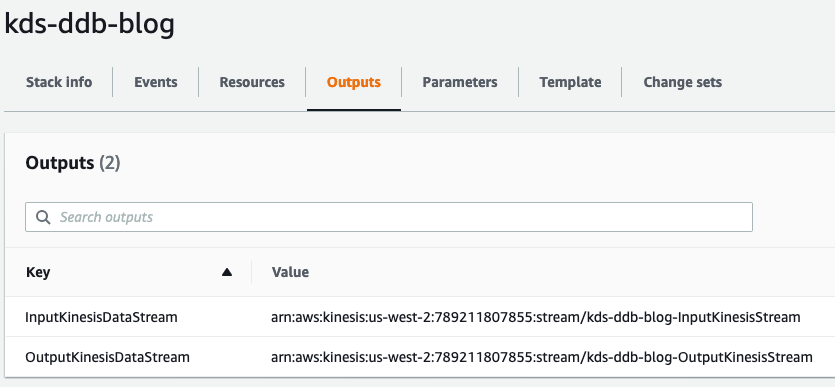 kds-ddb-blog
Stack info Events Resources Outputs Parameters Template Change sets
Outputs (2)
Search outputs
Key Value
InputKinesisDataStream arn:aws:kinesis:us-west-2:789211807855:stream/kds-ddb-blog-InputKinesisStream
OutputKinesisDataStream arn:aws:kinesis:us-west-2:789211807855:stream/kds-ddb-blog-OutputKinesisStream